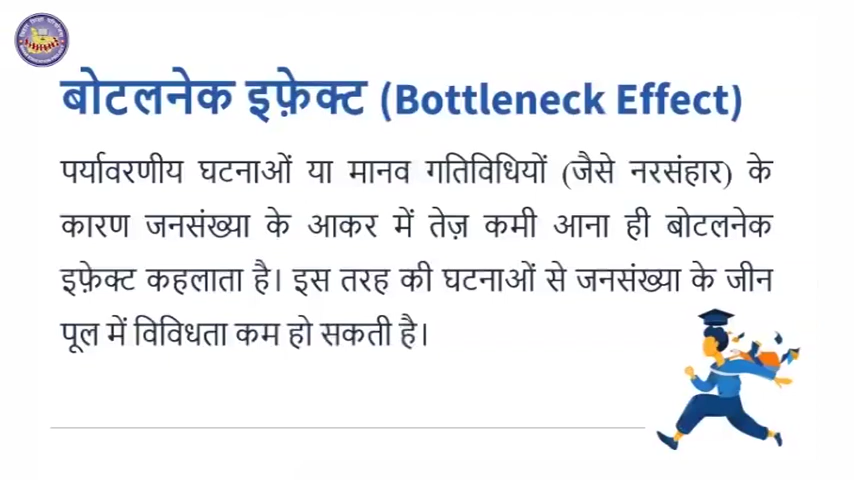 बोटलनेक इफ़ेक्ट (Bottleneck Effect)
पर्यावरणीय घटनाओं या मानव गतिविधियों (जैसे नरसंहार) के
कारण जनसंख्या के आकर में तेज़ कमी आना ही बोटलनेक
इफ़ेक्ट कहलाता है। इस तरह की घटनाओं से जनसंख्या के जीन
पूल में विविधता कम हो सकती है।